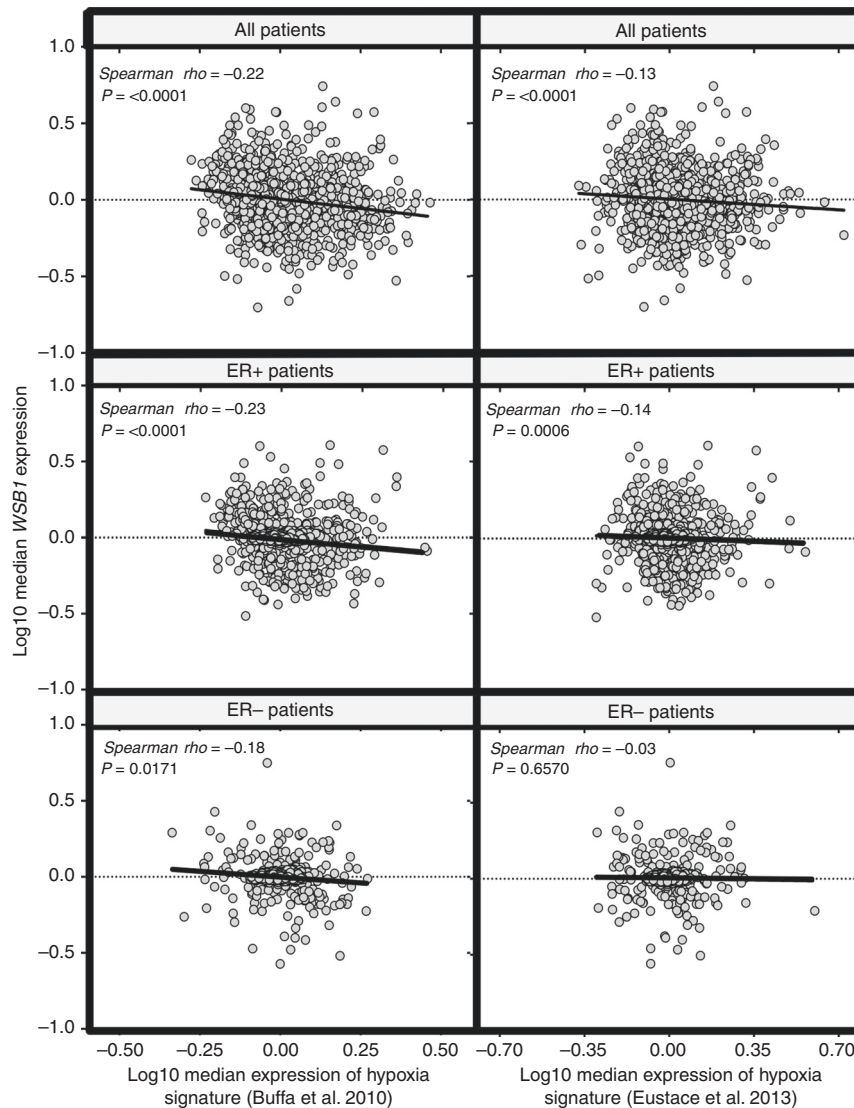 All patients
All patients
1.0
Spearman rho = −0.22
P = <0.0001
Spearman rho = −0.13
P = <0.0001
0.5
0.0
−0.5
−1.0
ER+ patients
ER+ patients
1.0
Spearman rho = −0.23
P = <0.0001
Spearman rho = −0.14
P = 0.0006
0.5
0.0
−0.5
−1.0
Log10 median WSB1 expression
ER− patients
ER− patients
1.0
Spearman rho = −0.18
P = 0.0171
Spearman rho = −0.03
P = 0.6570
0.5
0.0
−0.5
−1.0
−0.50 −0.25 0.00 0.25 0.50
−0.70 −0.35 0.00 0.35 0.70
Log10 median expression of hypoxia
signature (Buffa et al. 2010)
Log10 median expression of hypoxia
signature (Eustace et al. 2013)